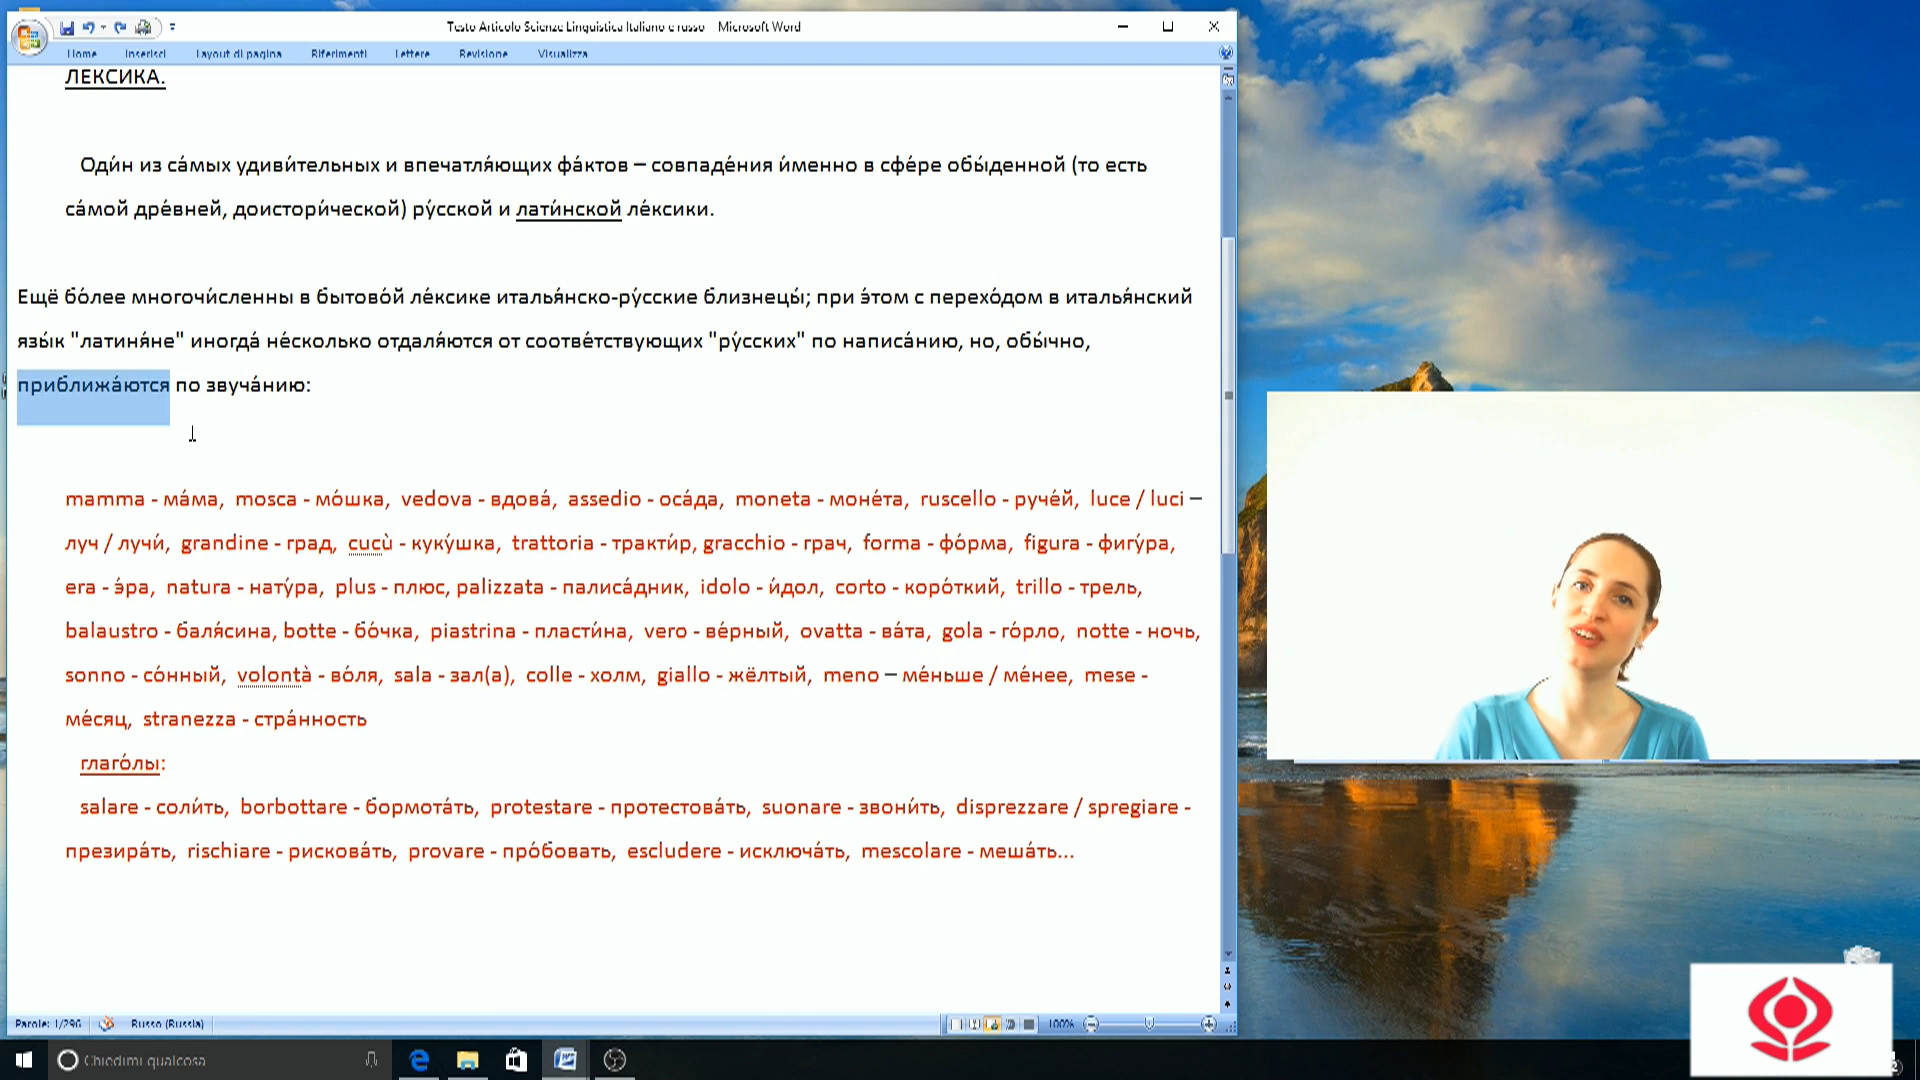 Testo Articolo Scienze Linguistica Italiano e russo - Microsoft Word
Home Inserisci Layout di pagina Riferimenti Lettere Revisione Visualizza
ЛЕКСИКА.
Оди́н из са́мых удиви́тельных и впечатля́ющих фа́ктов – совпаде́ния и́менно в сфе́ре обы́денной (то есть
са́мой дре́вней, доистори́ческой) ру́сской и лати́нской ле́ксики.
Ещё бо́лее многочи́сленны в бытово́й ле́ксике италья́нско-ру́сские близнецы́; при э́том с перехо́дом в италья́нский
язы́к "латиня́не" иногда́ не́сколько отдаля́ются от соотве́тствующих "ру́сских" по написа́нию, но, обы́чно,
приближа́ются по звуча́нию:
mamma - ма́ма, mosca - мо́шка, vedova - вдова́, assedio - оса́да, moneta - моне́та, ruscello - руче́й, luce / luci –
луч / лучи́, grandine - град, cucù - куку́шка, trattoria - тракти́р, gracchio - грач, forma - фо́рма, figura - фигу́ра,
era - э́ра, natura - нату́ра, plus - плюс, palizzata - палиса́дник, idolo - и́дол, corto - коро́ткий, trillo - трель,
balaustro - баля́сина, botte - бо́чка, piastrina - пласти́на, vero - ве́рный, ovatta - ва́та, gola - го́рло, notte - ночь,
sonno - со́нный, volontà - во́ля, sala - зал(а), colle - холм, giallo - жёлтый, meno – ме́ньше / ме́нее, mese -
ме́сяц, stranezza - стра́нность
глаго́лы:
salare - соли́ть, borbottare - бормота́ть, protestare - протестова́ть, suonare - звони́ть, disprezzare / spregiare -
презира́ть, rischiare - рискова́ть, provare - про́бовать, escludere - исключа́ть, mescolare - меша́ть...
Parole: 1/296 Russo (Russia) 100%
Chiedimi qualcosa